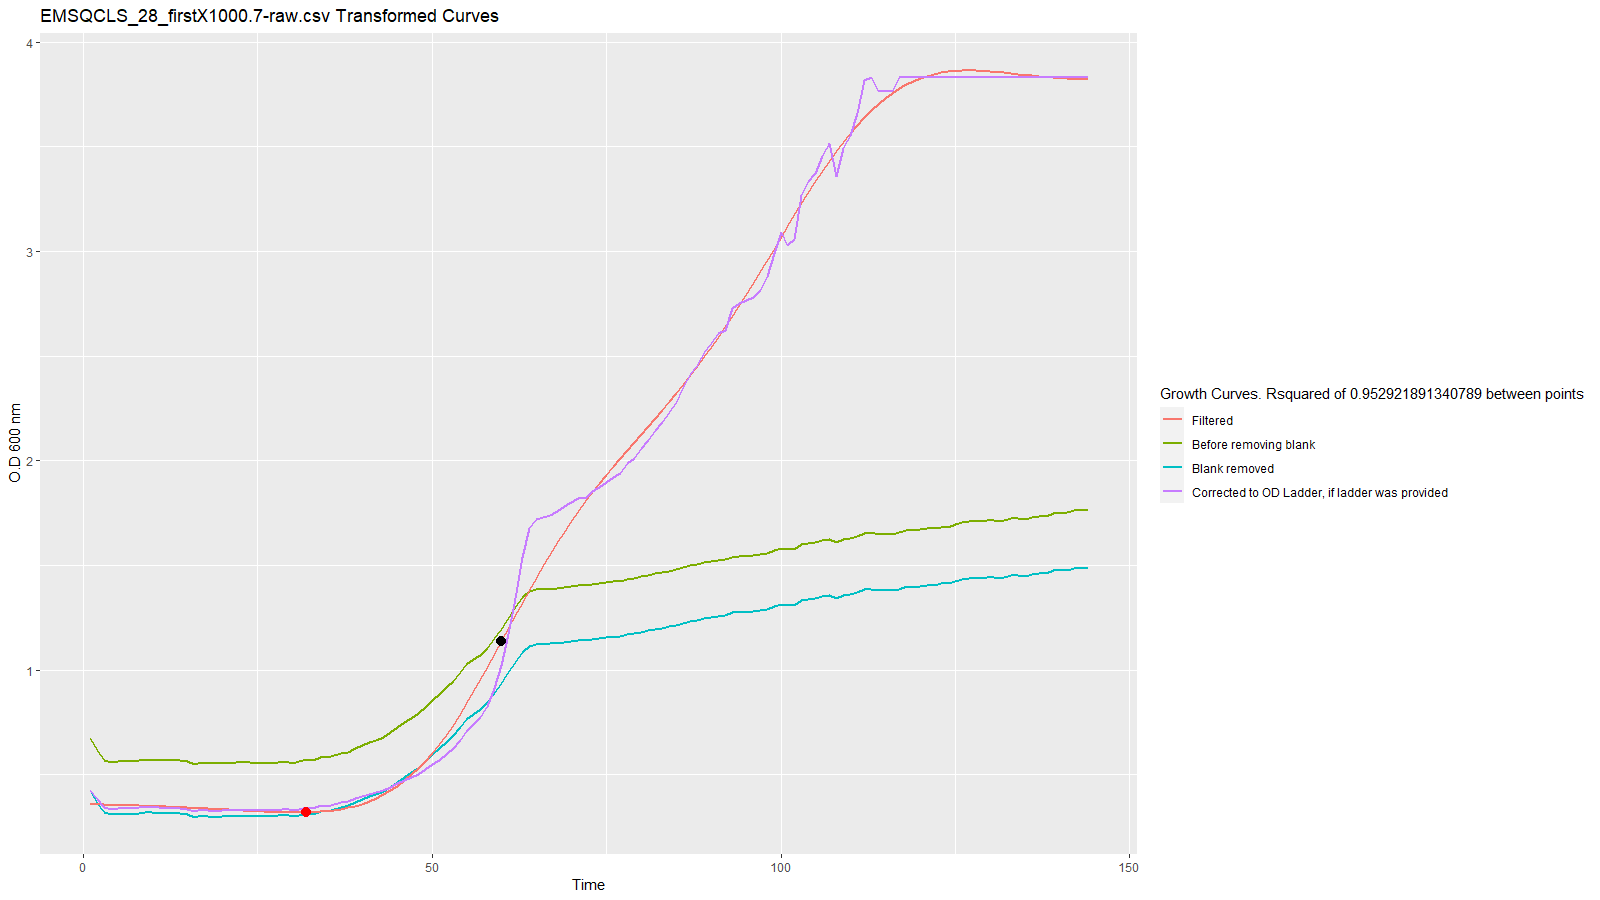 EMSQCLS_28_firstX1000.7-raw.csv Transformed Curves
4
3
2
1
O.D 600 nm
0
50
100
150
Time
Growth Curves. Rsquared of 0.952921891340789 between points
Filtered
Before removing blank
Blank removed
Corrected to OD Ladder, if ladder was provided